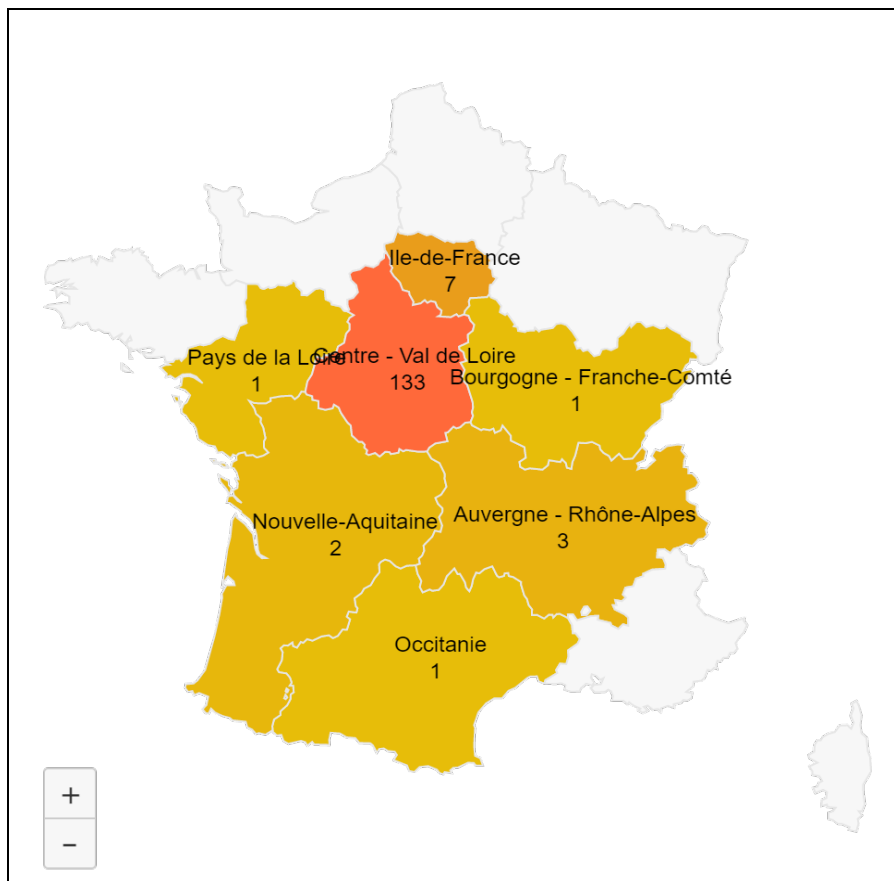 Ile-de-France
7
Pays de la Loire
1
Centre - Val de Loire
133
Bourgogne - Franche-Comté
1
Nouvelle-Aquitaine
2
Auvergne - Rhône-Alpes
3
Occitanie
1
+
-